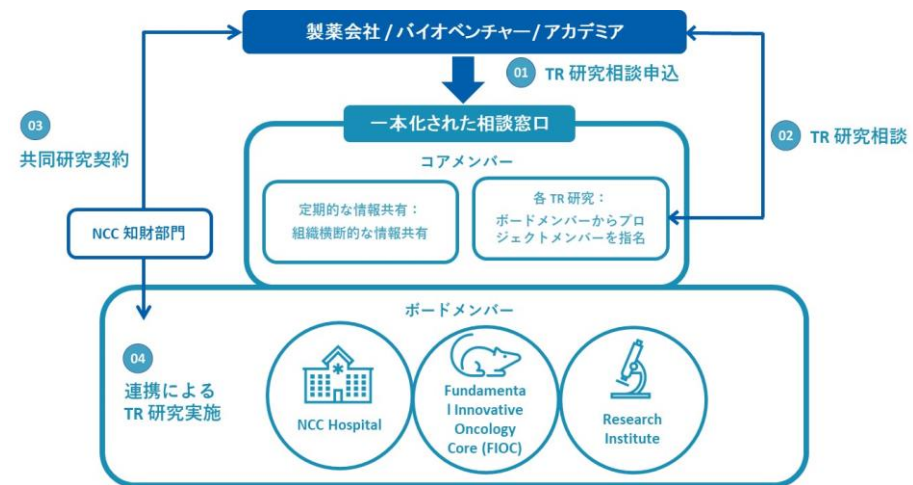 製薬会社 / バイオベンチャー/ アカデミア
01 TR 研究相談申込
一本化された相談窓口
03
共同研究契約
02 TR 研究相談
コアメンバー
定期的な情報共有：
組織横断的な情報共有
各 TR 研究：
ボードメンバーからプロ
ジェクトメンバーを指名
NCC 知財部門
ボードメンバー
04
連携による
TR 研究実施
NCC Hospital
Fundamenta
l Innovative
Oncology
Core (FIOC)
Research
Institute